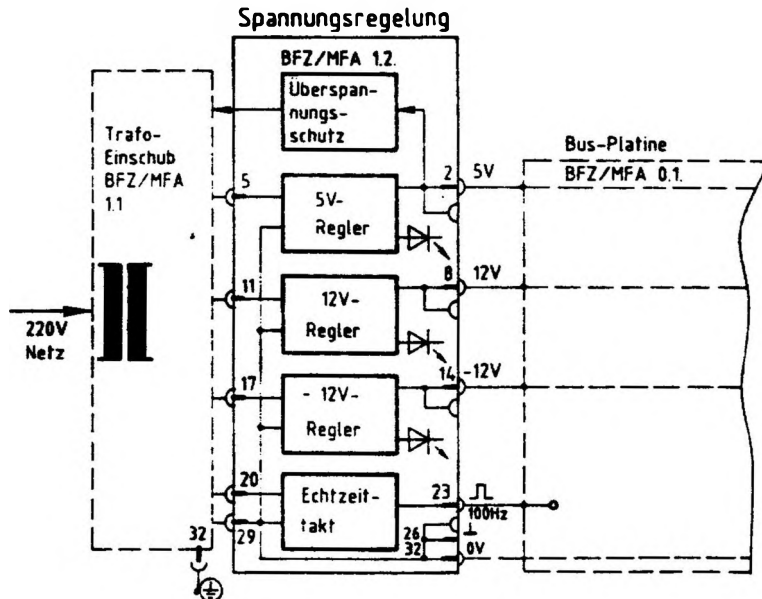 Spannungsregelung
BFZ/MFA 1.2.
Überspan-
nungs-
schutz
Trafo-
Einschub
BFZ/MFA
1.1
Bus-Platine
BFZ/MFA 0.1.
5
5V-
Regler
2
5V
11
12V-
Regler
8
12V
220V
Netz
17
- 12V-
Regler
14
-12V
20
Echtzeit-
takt
23
100Hz
29
26
32
0V
32